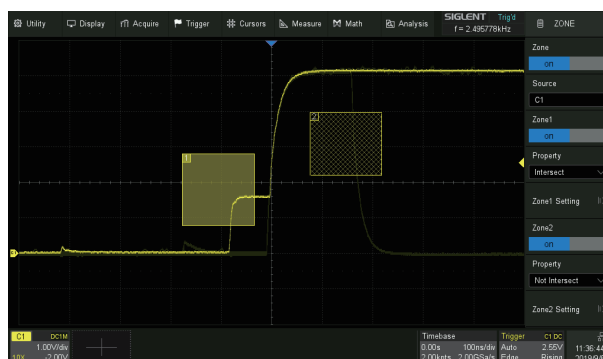 Utility Display Acquire Trigger Cursors Measure Math Analysis SIGLENT Trig'd ZONE
f = 2.495778kHz
Zone
on
Source
C1
Zone1
on
Property
Intersect
Zone1 Setting
Zone2
on
Property
Not Intersect
Zone2 Setting
1
2
C1 DC1M
1.00V/div
10X -2.00V
Timebase
0.00s 100ns/div
2.00kpts 2.00GSa/s
Trigger C1 DC
Auto 2.55V
Edge Rising
11:36:44